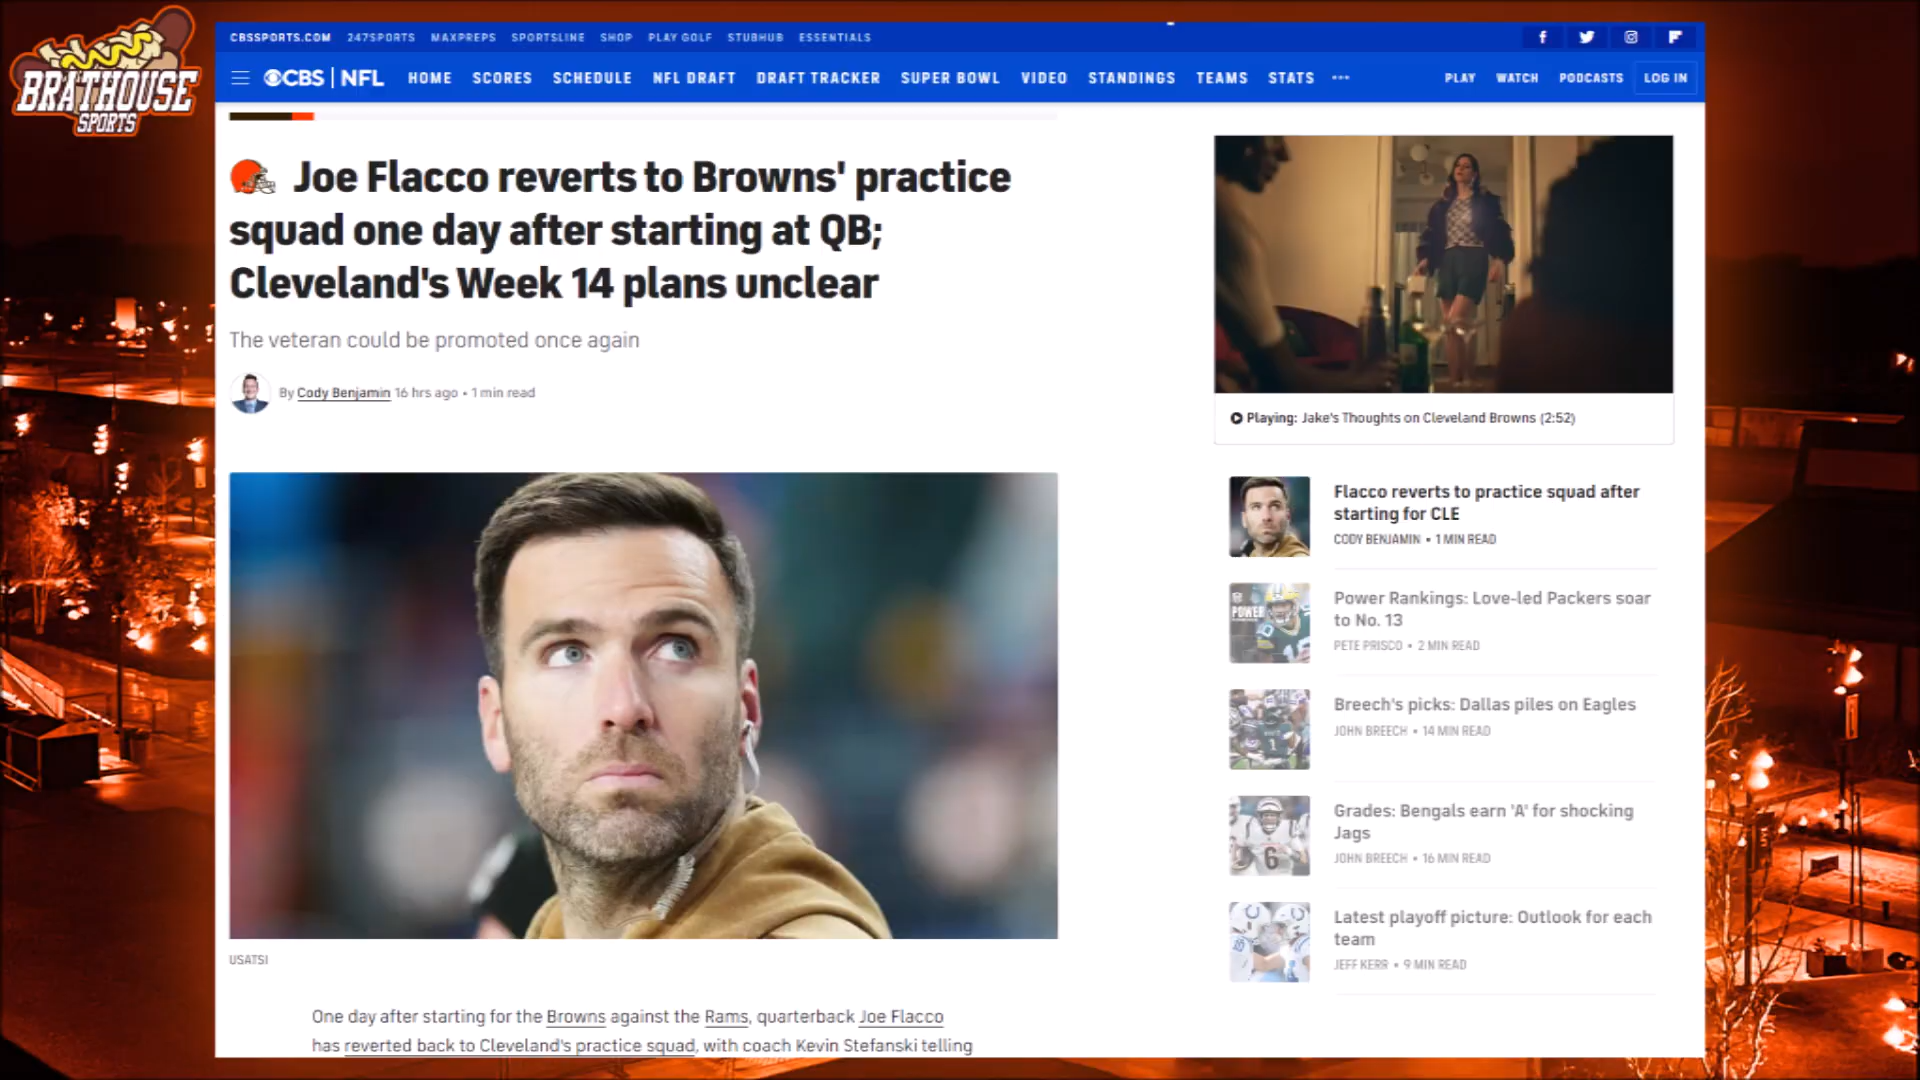 BRATHOUSE
SPORTS
CBSSPORTS.COM 247SPORTS MAXPREPS SPORTSLINE SHOP PLAY GOLF STUBHUB ESSENTIALS
CBS NFL HOME SCORES SCHEDULE NFL DRAFT DRAFT TRACKER SUPER BOWL VIDEO STANDINGS TEAMS STATS ••• PLAY WATCH PODCASTS LOG IN
Joe Flacco reverts to Browns' practice
squad one day after starting at QB;
Cleveland's Week 14 plans unclear
The veteran could be promoted once again
By Cody Benjamin 16 hrs ago • 1 min read
USATSI
One day after starting for the Browns against the Rams, quarterback Joe Flacco
has reverted back to Cleveland's practice squad, with coach Kevin Stefanski telling
Playing: Jake's Thoughts on Cleveland Browns (2:52)
Flacco reverts to practice squad after
starting for CLE
CODY BENJAMIN • 1 MIN READ
POWER
Power Rankings: Love-led Packers soar
to No. 13
PETE PRISCO • 2 MIN READ
Breech's picks: Dallas piles on Eagles
JOHN BREECH • 14 MIN READ
Grades: Bengals earn 'A' for shocking
Jags
JOHN BREECH • 16 MIN READ
Latest playoff picture: Outlook for each
team
JEFF KERR • 9 MIN READ